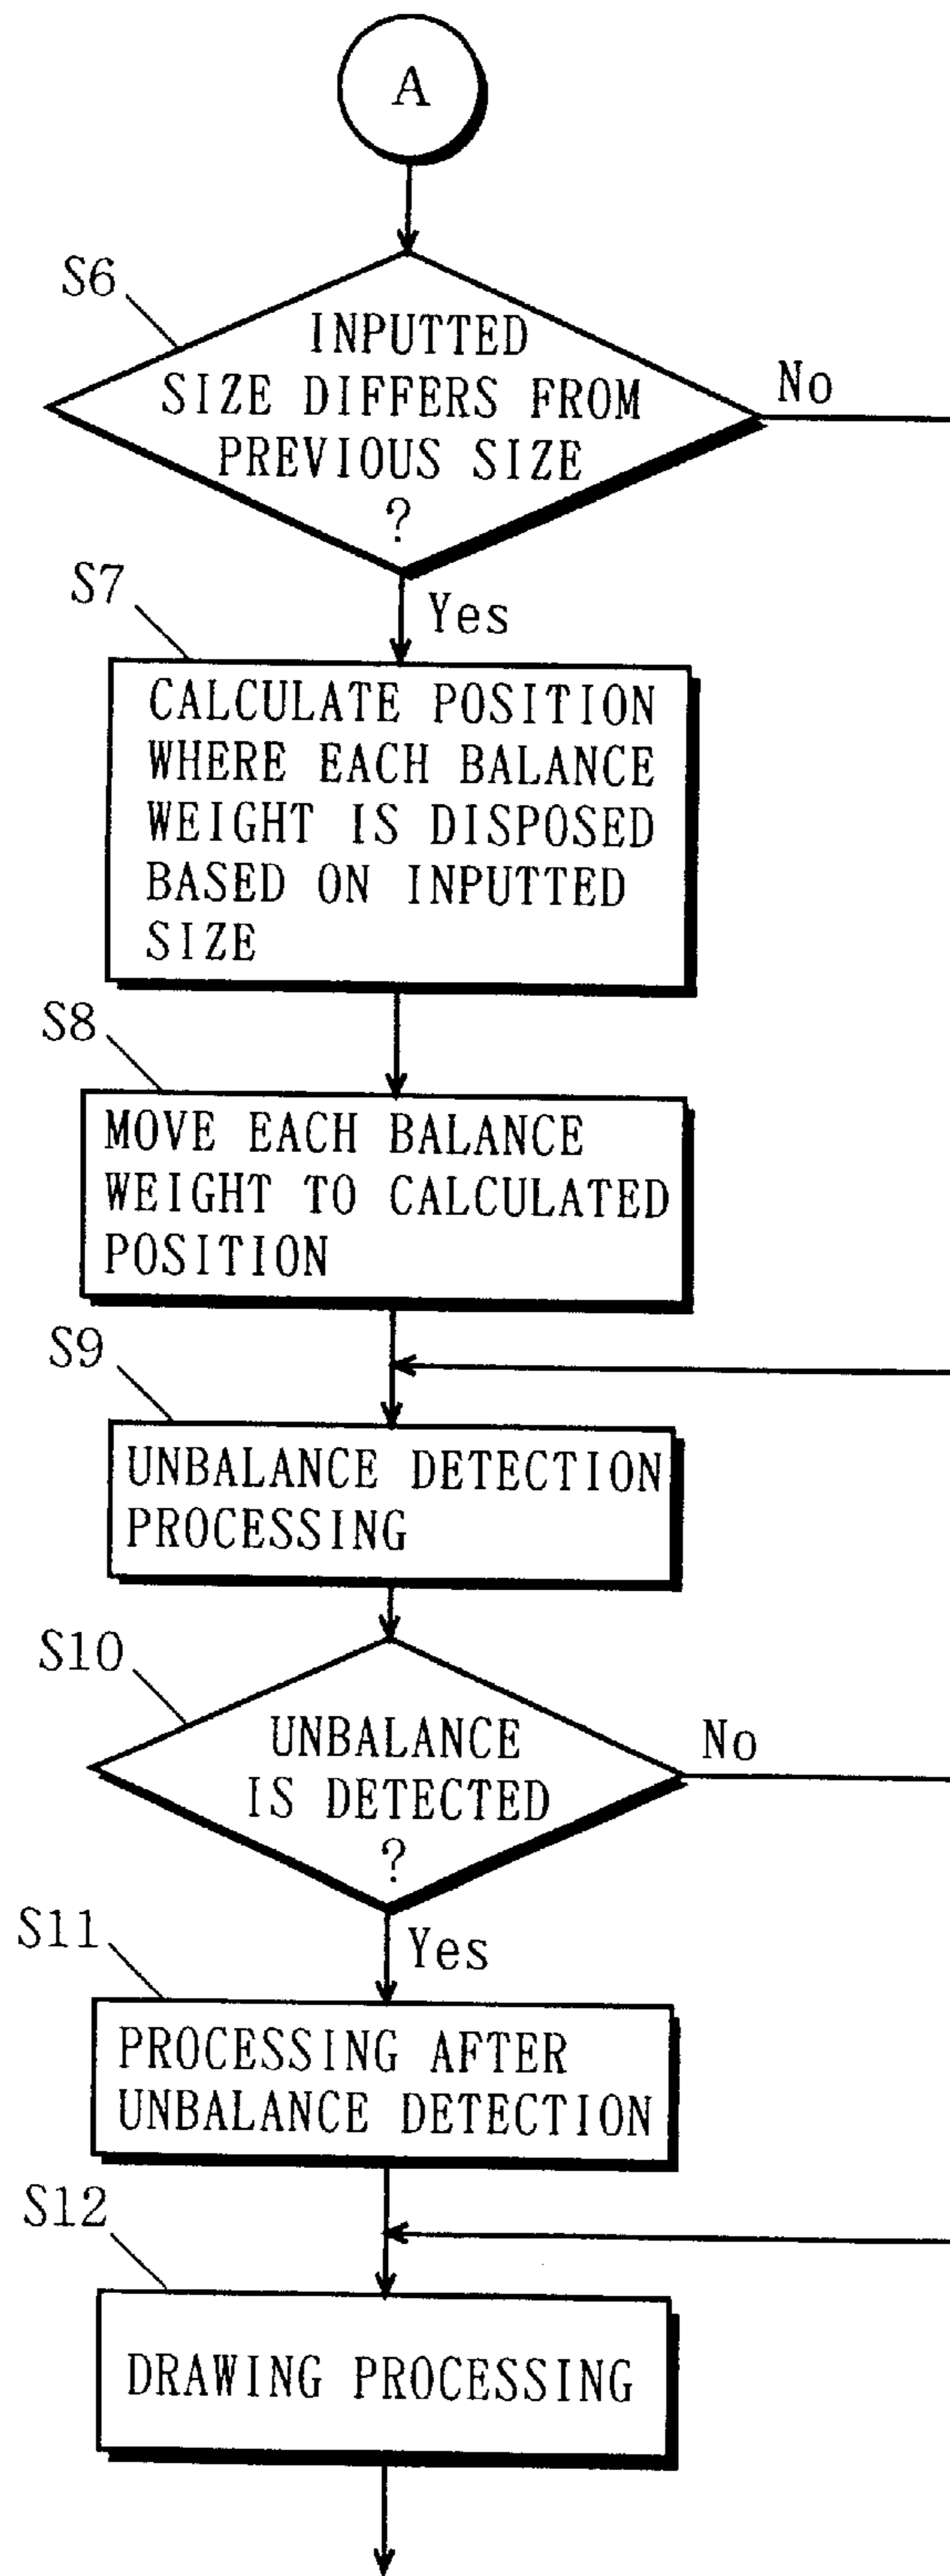 A
S6
INPUTTED
SIZE DIFFERS FROM
PREVIOUS SIZE
?
No
Yes
S7
CALCULATE POSITION
WHERE EACH BALANCE
WEIGHT IS DISPOSED
BASED ON INPUTTED
SIZE
S8
MOVE EACH BALANCE
WEIGHT TO CALCULATED
POSITION
S9
UNBALANCE DETECTION
PROCESSING
S10
UNBALANCE
IS DETECTED
?
No
Yes
S11
PROCESSING AFTER
UNBALANCE DETECTION
S12
DRAWING PROCESSING